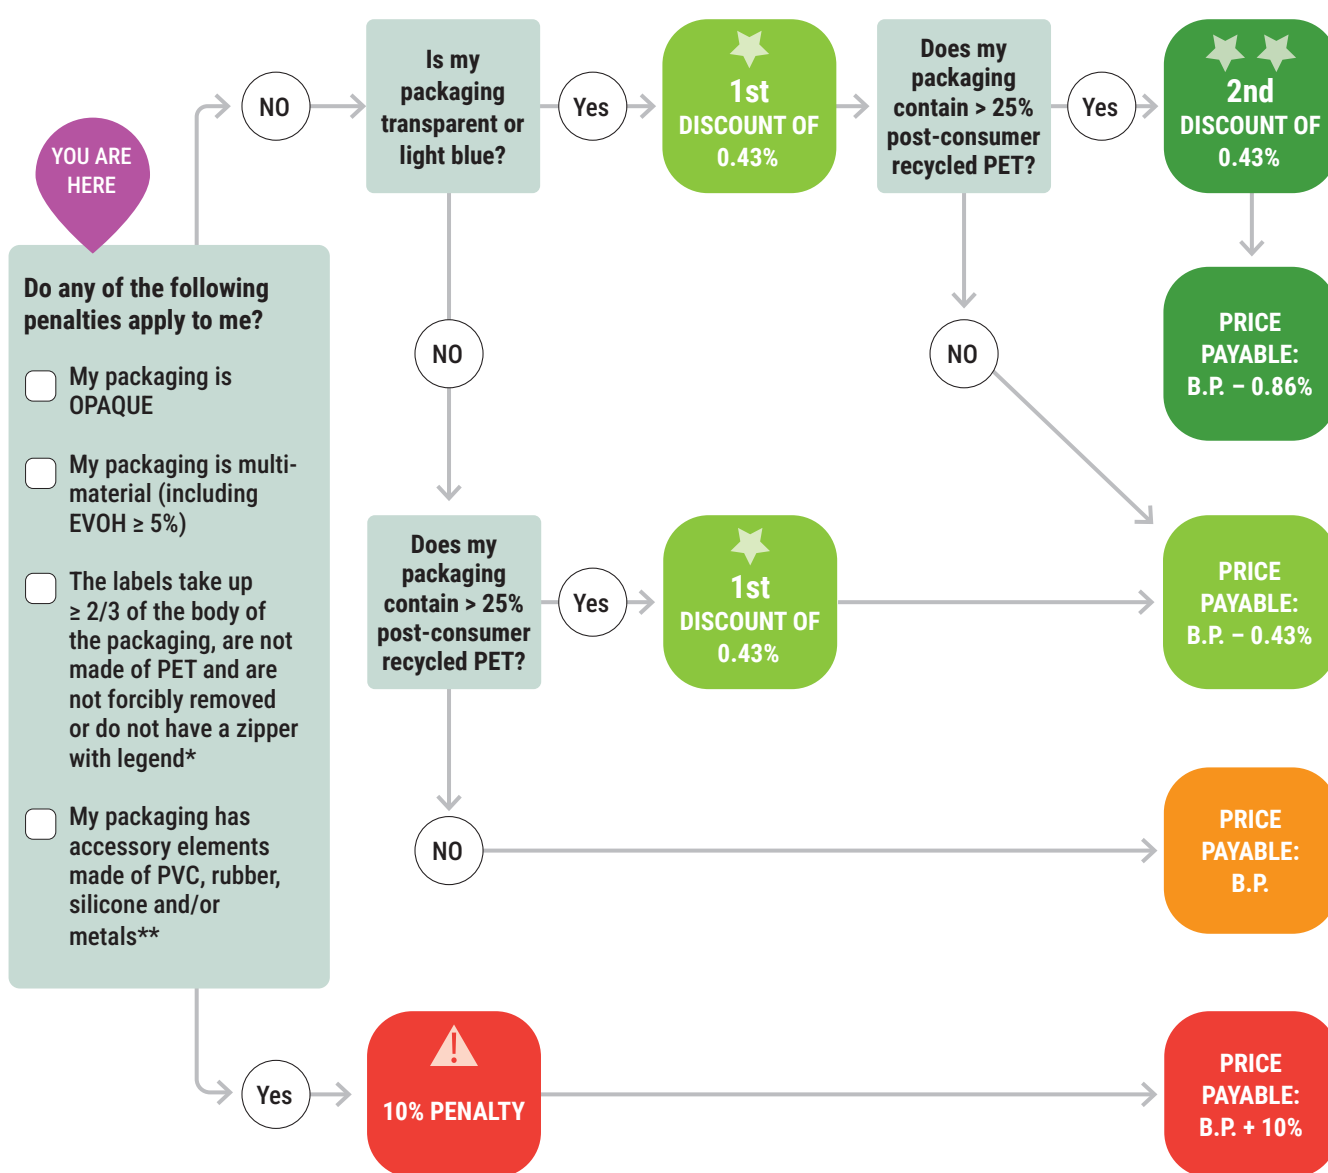 YOU ARE
HERE
Do any of the following
penalties apply to me?
My packaging is
OPAQUE
My packaging is multi-
material (including
EVOH ≥ 5%)
The labels take up
≥ 2/3 of the body of
the packaging, are not
made of PET and are
not forcibly removed
or do not have a zipper
with legend*
My packaging has
accessory elements
made of PVC, rubber,
silicone and/or
metals**
NO
Is my
packaging
transparent or
light blue?
Yes
1st
DISCOUNT OF
0.43%
Does my
packaging
contain > 25%
post-consumer
recycled PET?
Yes
2nd
DISCOUNT OF
0.43%
PRICE
PAYABLE:
B.P. – 0.86%
NO
NO
Does my
packaging
contain > 25%
post-consumer
recycled PET?
Yes
1st
DISCOUNT OF
0.43%
PRICE
PAYABLE:
B.P. – 0.43%
NO
PRICE
PAYABLE:
B.P.
Yes
10% PENALTY
PRICE
PAYABLE:
B.P. + 10%